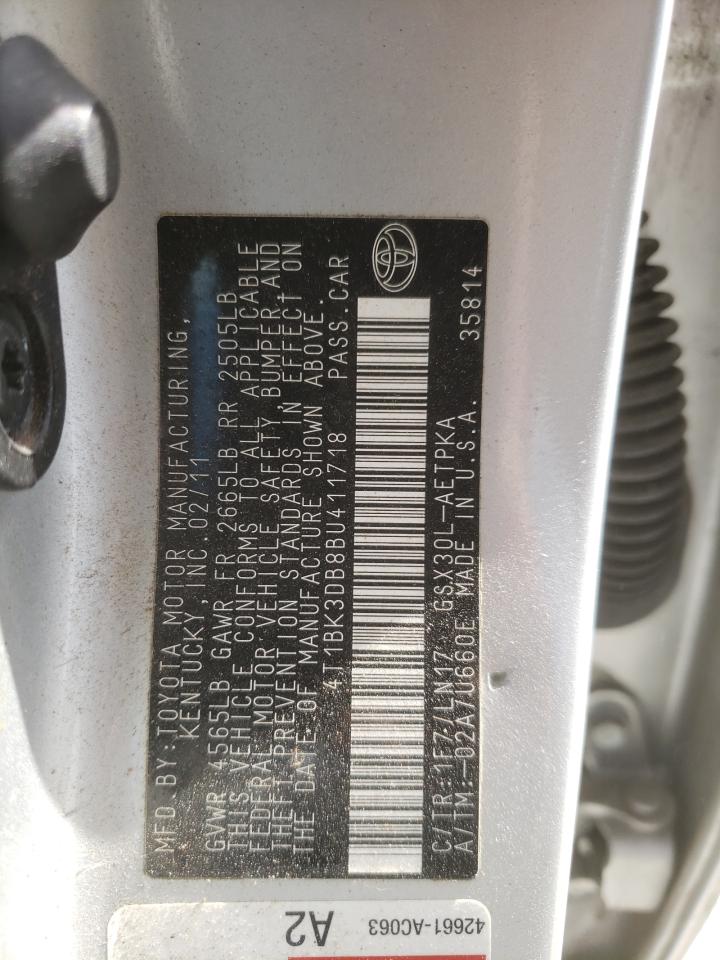 MFD.BY:TOYOTA MOTOR MANUFACTURING,
KENTUCKY, INC.02/11
GVWR 4565LB GAWR FR 2665LB RR 2505LB
THIS VEHICLE CONFORMS TO ALL APPLICABLE
FEDERAL MOTOR VEHICLE SAFETY, BUMPER, AND
THEFT PREVENTION STANDARDS IN EFFECT ON
THE DATE OF MANUFACTURE SHOWN ABOVE.
4T1BK3DB8BU411718 PASS.CAR
C/TR:1F7/LN17 GSX30L-AETPKA
A/TM:-02A/U660E MADE IN U.S.A. 35814
A2
42661-AC063